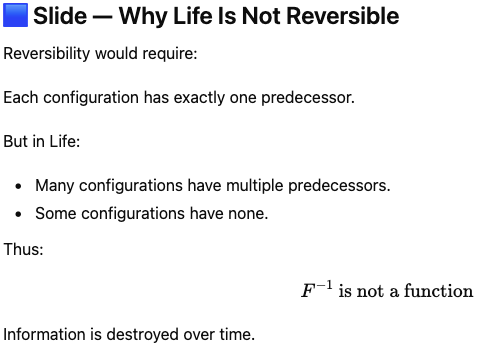 🟦 Slide — Why Life Is Not Reversible
Reversibility would require:
Each configuration has exactly one predecessor.
But in Life:
• Many configurations have multiple predecessors.
• Some configurations have none.
Thus:
F⁻¹ is not a function
Information is destroyed over time.